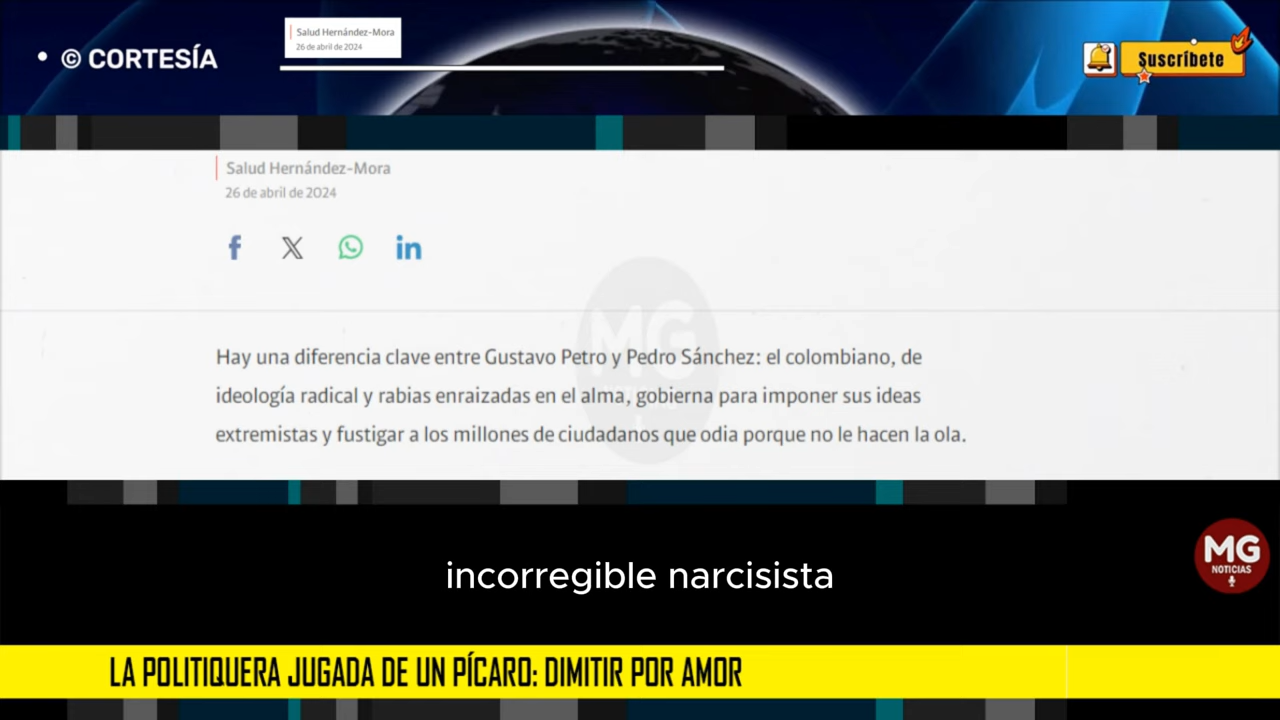 • © CORTESÍA
Salud Hernández-Mora
26 de abril de 2024
Suscríbete
Salud Hernández-Mora
26 de abril de 2024
MG
Hay una diferencia clave entre Gustavo Petro y Pedro Sánchez: el colombiano, de
ideología radical y rabias enraizadas en el alma, gobierna para imponer sus ideas
extremistas y fustigar a los millones de ciudadanos que odia porque no le hacen la ola.
incorregible narcisista
MG
NOTICIAS
LA POLITIQUERA JUGADA DE UN PÍCARO: DIMITIR POR AMOR